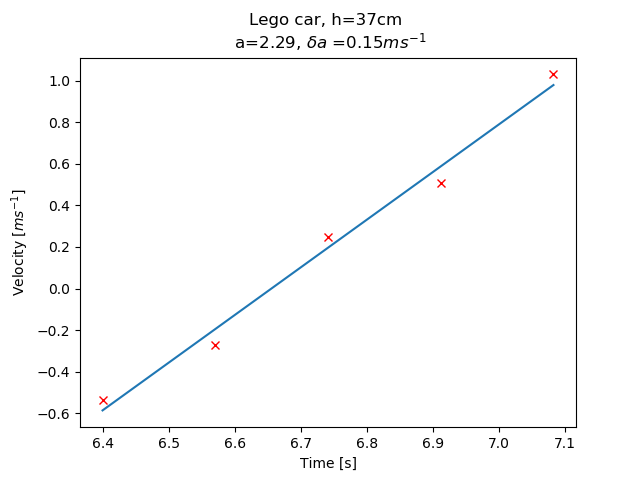 Lego car, h=37cm
a=2.29, δa =0.15ms⁻¹
Velocity [ms⁻¹]
1.0
0.8
0.6
0.4
0.2
0.0
−0.2
−0.4
−0.6
6.4 6.5 6.6 6.7 6.8 6.9 7.0 7.1
Time [s]